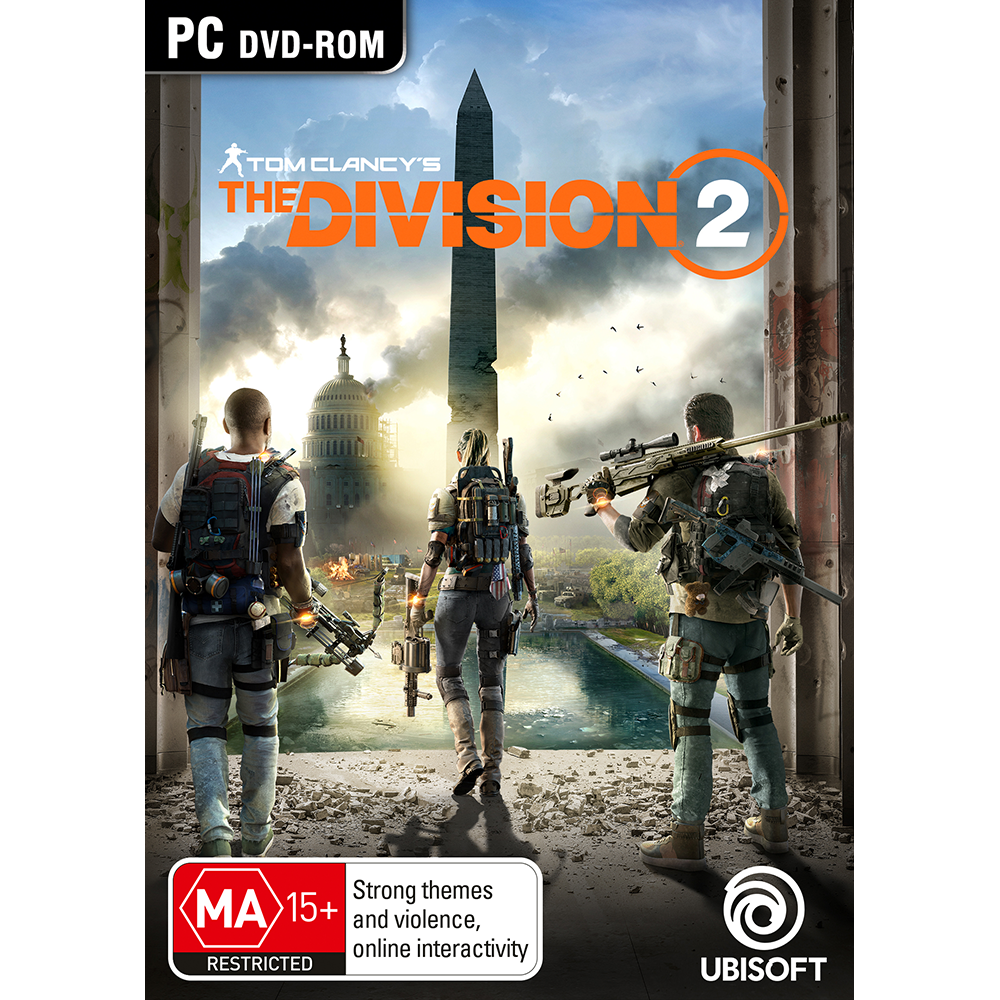 PC DVD-ROM
TOM CLANCY'S
THE DIVISION 2
MA 15+
RESTRICTED
Strong themes
and violence,
online interactivity
UBISOFT